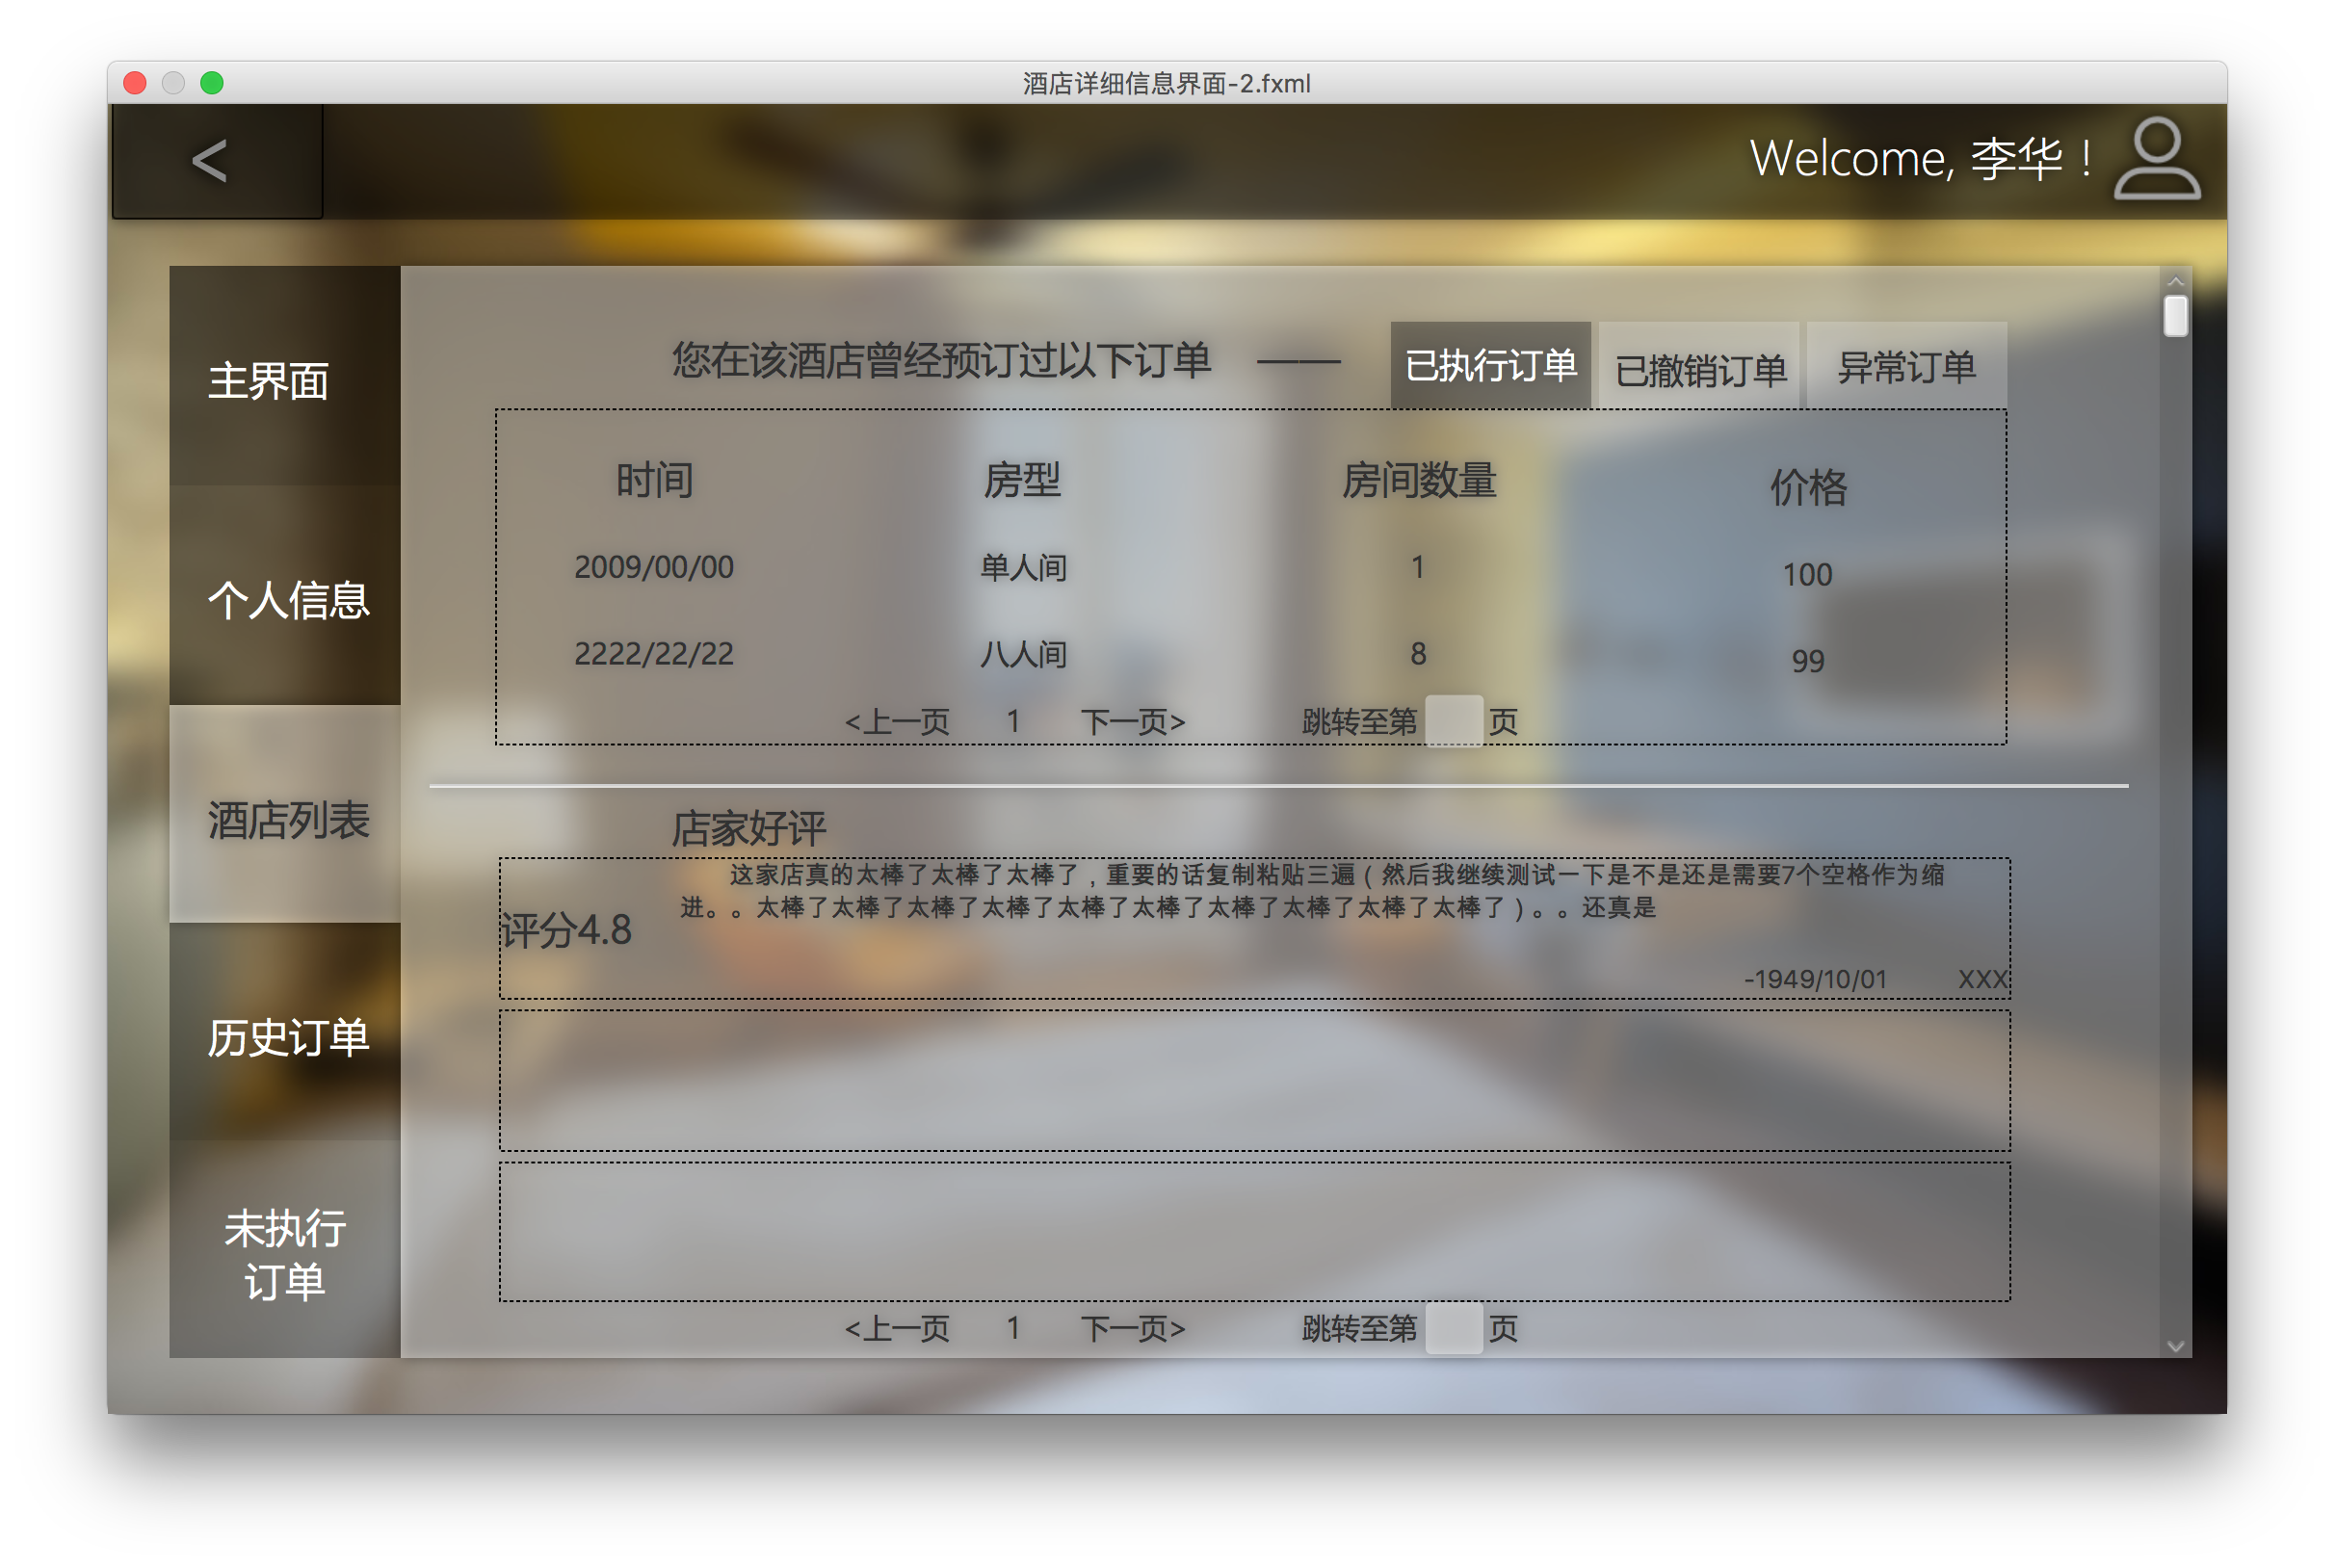 酒店详细信息界面-2.fxml
<
Welcome, 李华！
主界面
个人信息
酒店列表
历史订单
未执行
订单
您在该酒店曾经预订过以下订单 ——
已执行订单 已撤销订单 异常订单
时间 房型 房间数量 价格
2009/00/00 单人间 1 100
2222/22/22 八人间 8 99
<上一页 1 下一页> 跳转至第 页
店家好评
评分4.8
这家店真的太棒了太棒了太棒了，重要的话复制粘贴三遍（然后我继续测试一下是不是还是需要7个空格作为缩
进。。太棒了太棒了太棒了太棒了太棒了太棒了太棒了太棒了太棒了太棒了）。。还真是
-1949/10/01 XXX
<上一页 1 下一页> 跳转至第 页